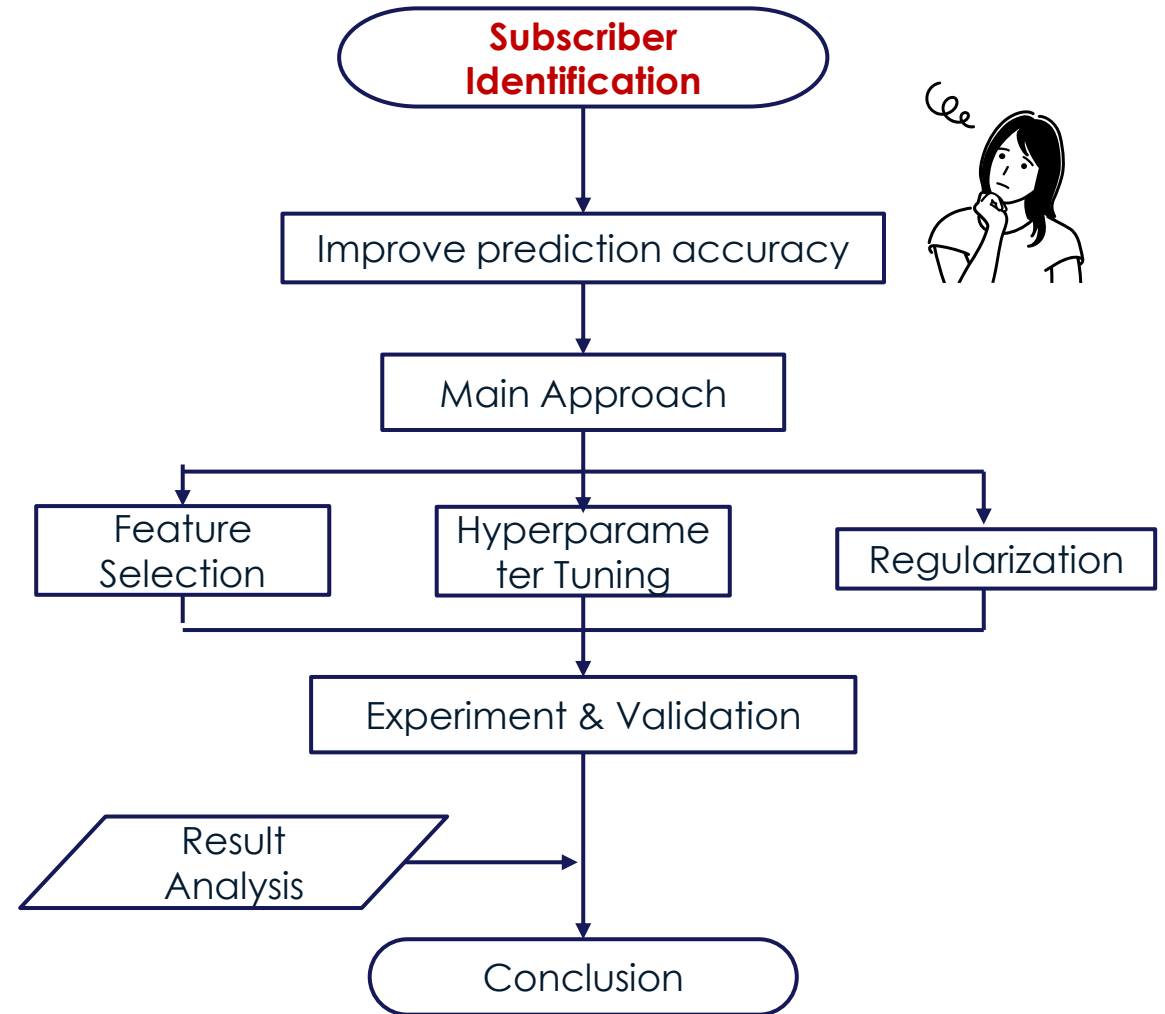 Subscriber
Identification
Improve prediction accuracy
Main Approach
Feature
Selection
Hyperparame
ter Tuning
Regularization
Experiment & Validation
Result
Analysis
Conclusion